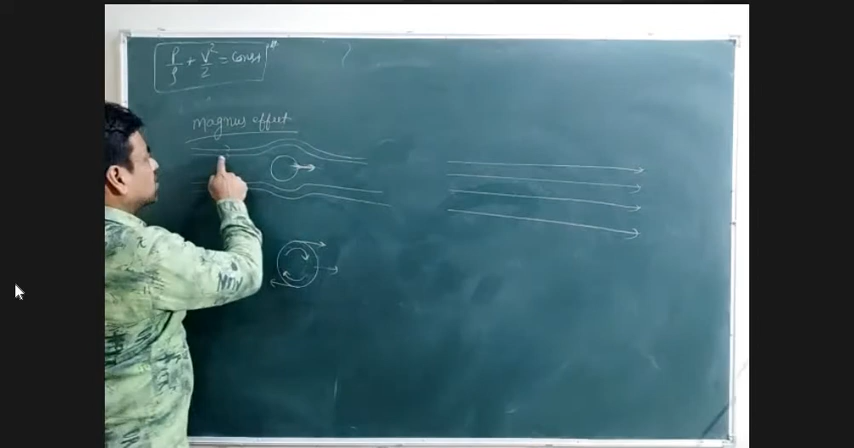 P/ρ + V²/2 = Const
Magnus effect